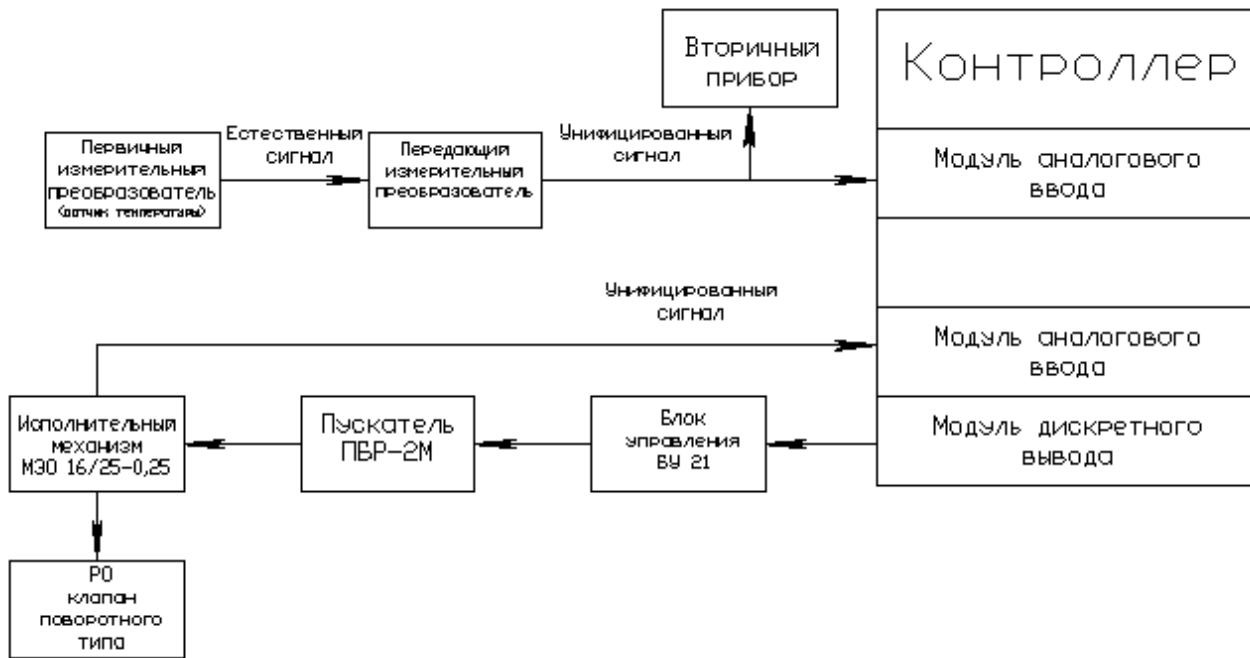 Вторичный
прибор
Контроллер
Естественный
сигнал
Унифицированный
сигнал
Первичный
измерительный
преобразователь
(датчик температуры)
Передающий
измерительный
преобразователь
Модуль аналогового
ввода
Унифицированный
сигнал
Модуль аналогового
ввода
Исполнительный
механизм
МЭО 16/25-0,25
Пускатель
ПБР-2М
Блок
управления
БУ 21
Модуль дискретного
вывода
РО
клапан
поворотного
типа